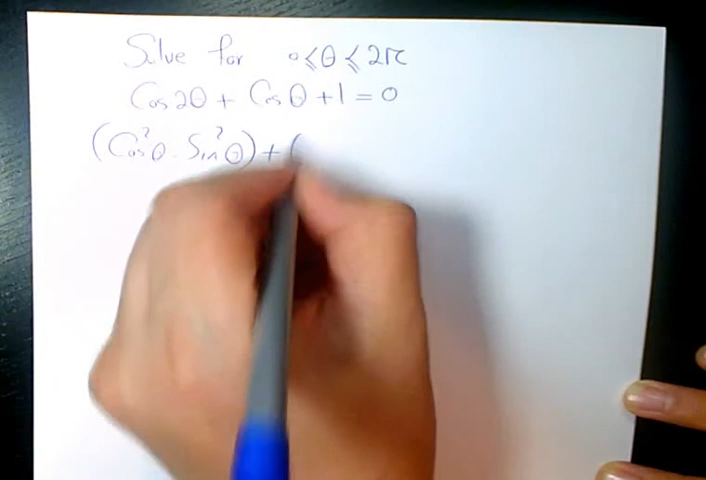 Solve for 0 ⩽ θ ⩽ 2π
Cos 2θ + Cos θ + 1 = 0
(Cos²θ - Sin²θ) + (